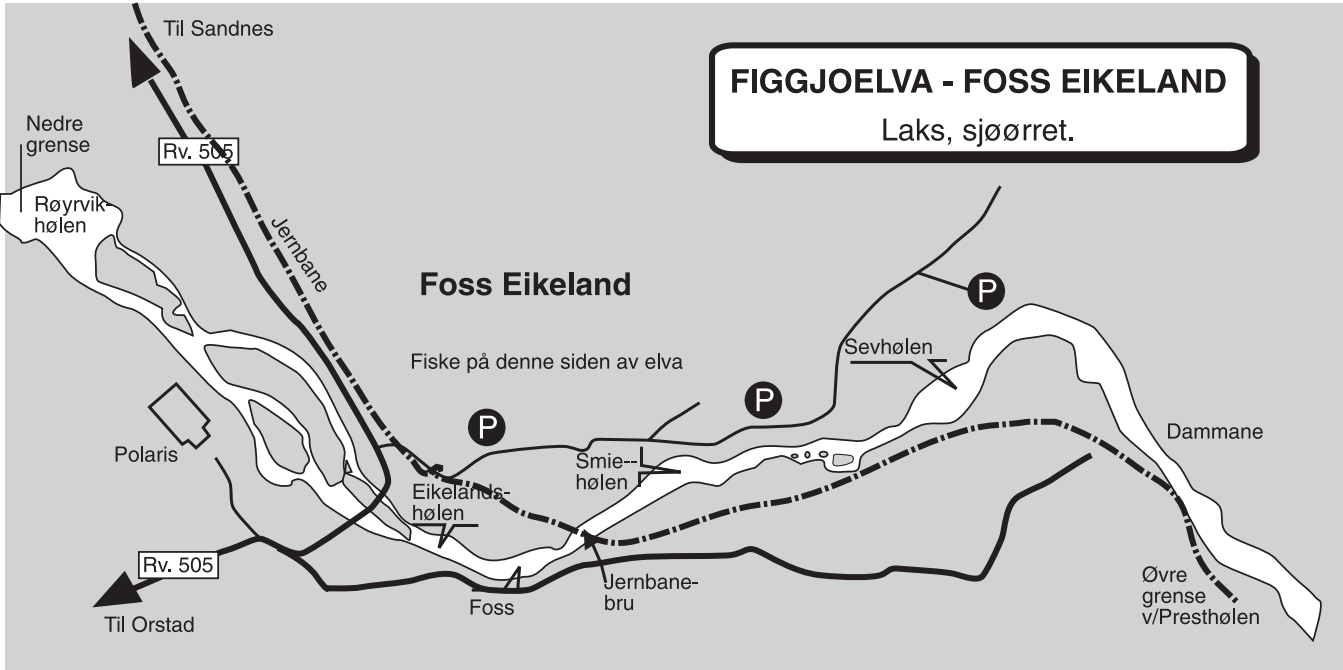 Til Sandnes
FIGGJOELVA - FOSS EIKELAND
Laks, sjøørret.
Nedre
grense
Rv. 505
Røyrvik-
hølen
Jernbane
Foss Eikeland
P
Fiske på denne siden av elva
Sevhølen
P
P
Polaris
Dammane
Smie--
hølen
Eikelands-
hølen
Rv. 505
Foss
Jernbane-
bru
Øvre
grense
v/Presthølen
Til Orstad